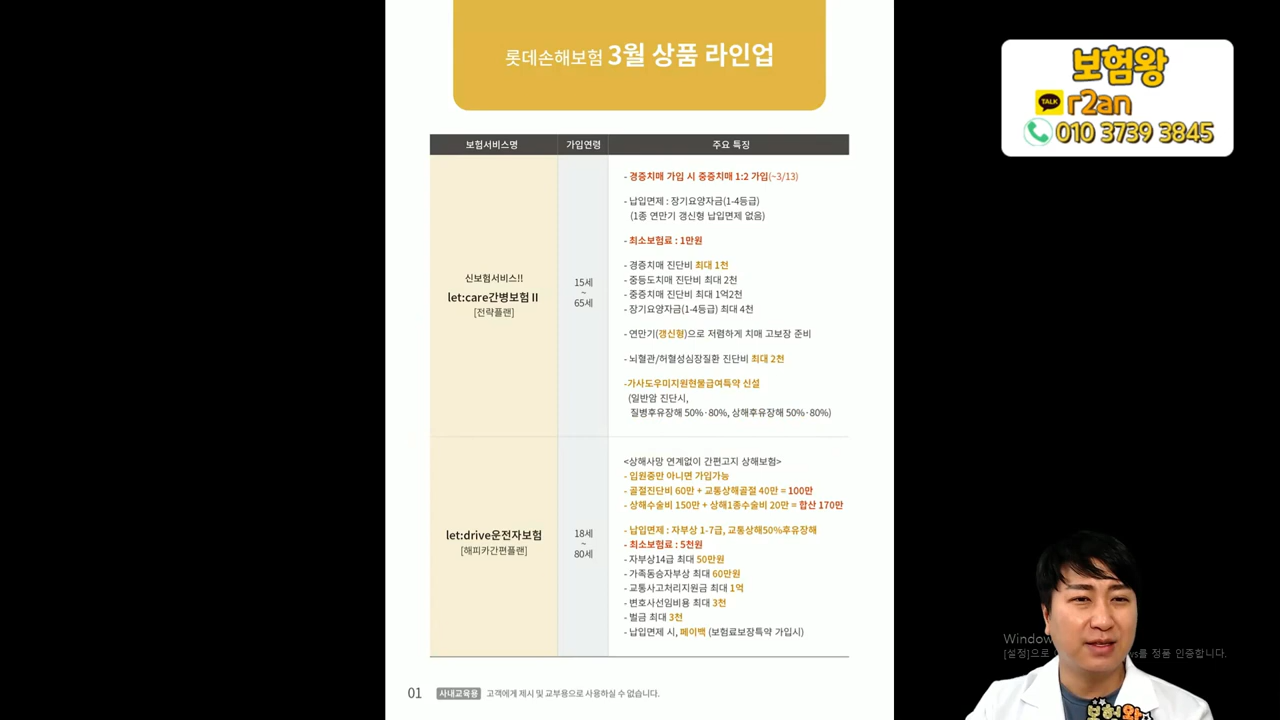 롯데손해보험 3월 상품 라인업
보험왕
TALK r2an
010 3739 3845
보험서비스명 가입연령 주요 특징
신보험서비스!!
let:care간병보험 II
[전략플랜]
15세
~
65세
- 경증치매 가입 시 중증치매 1:2 가입(~3/13)
- 납입면제 : 장기요양자금(1-4등급)
(1종 연만기 갱신형 납입면제 없음)
- 최소보험료 : 1만원
- 경증치매 진단비 최대 1천
- 중등도치매 진단비 최대 2천
- 중증치매 진단비 최대 1억2천
- 장기요양자금(1-4등급) 최대 4천
- 연만기(갱신형)으로 저렴하게 치매 고보장 준비
- 뇌혈관/허혈성심장질환 진단비 최대 2천
-가사도우미지원현물급여특약 신설
(일반암 진단시,
질병후유장해 50%·80%, 상해후유장해 50%·80%)
let:drive운전자보험
[해피카간편플랜]
18세
~
80세
<상해사망 연계없이 간편고지 상해보험>
- 입원중만 아니면 가입가능
- 골절진단비 60만 + 교통상해골절 40만 = 100만
- 상해수술비 150만 + 상해1종수술비 20만 = 합산 170만
- 납입면제 : 자부상 1-7급, 교통상해50%후유장해
- 최소보험료 : 5천원
- 자부상14급 최대 50만원
- 가족동승자부상 최대 60만원
- 교통사고처리지원급 최대 1억
- 변호사선임비용 최대 3천
- 벌금 최대 3천
- 납입면제 시, 페이백 (보험료보장특약 가입시)
01 사내교육용 고객에게 제시 및 교부용으로 사용하실 수 없습니다.
Window
[설정]으로 를 정품 인증합니다.
보험왕